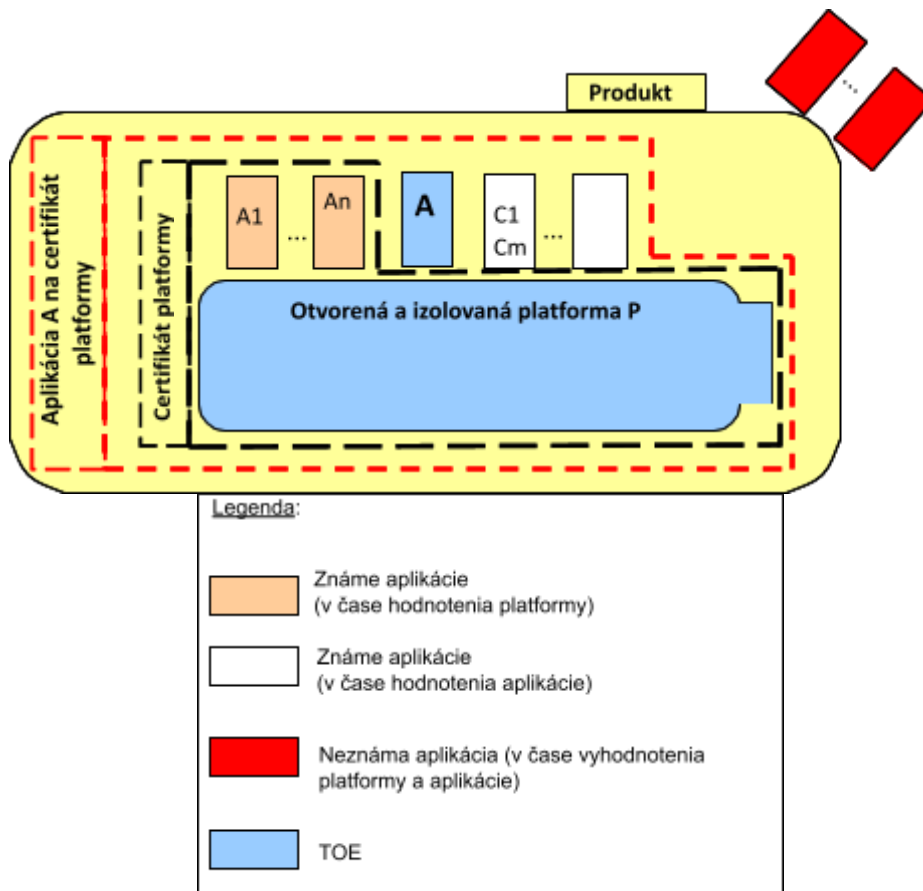 Produkt
...
Aplikácia A na certifikát
platformy
Certifikát platformy
A1
...
An
A
C1
Cm
...
Otvorená a izolovaná platforma P
Legenda:
Známe aplikácie
(v čase hodnotenia platformy)
Známe aplikácie
(v čase hodnotenia aplikácie)
Neznáma aplikácia (v čase vyhodnotenia
platformy a aplikácie)
TOE